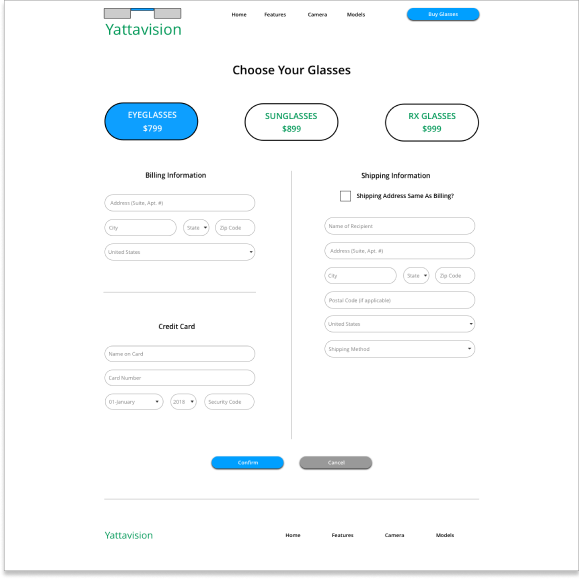 Home Features Camera Models Buy Glasses
Yattavision
Choose Your Glasses
EYEGLASSES
$799
SUNGLASSES
$899
RX GLASSES
$999
Billing Information
Address (Suite, Apt. #)
City State Zip Code
United States
Credit Card
Name on Card
Card Number
01-January 2018 Security Code
Shipping Information
Shipping Address Same As Billing?
Name of Recipient
Address (Suite, Apt. #)
City State Zip Code
Postal Code (if applicable)
United States
Shipping Method
Confirm Cancel
Yattavision Home Features Camera Models